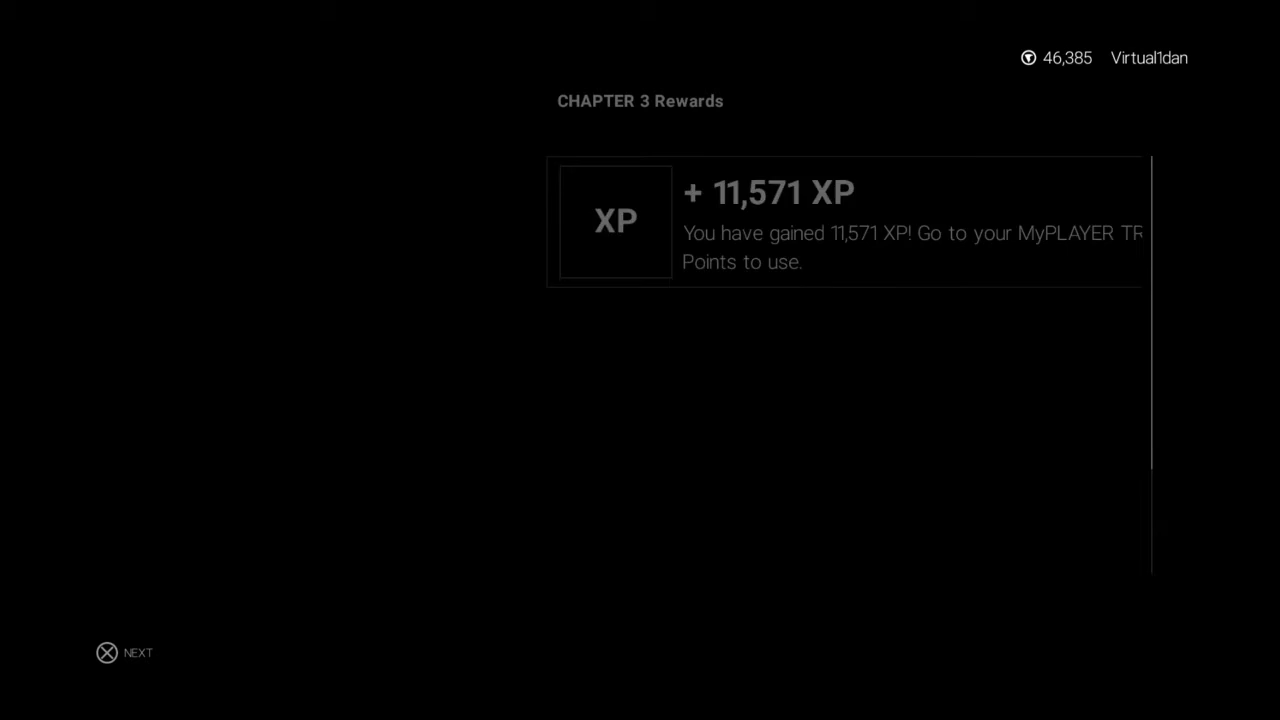 46,385 Virtual1dan
CHAPTER 3 Rewards
XP
+ 11,571 XP
You have gained 11,571 XP! Go to your MyPLAYER TR
Points to use.
NEXT